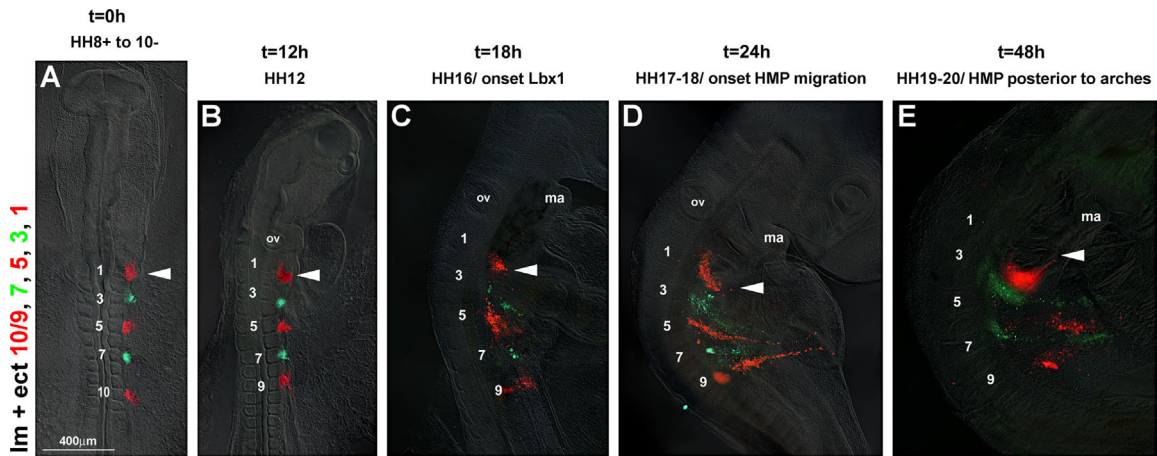 t=0h
HH8+ to 10-
t=12h
HH12
t=18h
HH16/ onset Lbx1
t=24h
HH17-18/ onset HMP migration
t=48h
HH19-20/ HMP posterior to arches
lm + ect 10/9, 7, 5, 3, 1
A
1
3
5
7
10
400μm
B
ov
1
3
5
7
9
C
ov
ma
1
3
5
7
9
D
ov
ma
1
3
5
7
9
E
ma
1
3
5
7
9